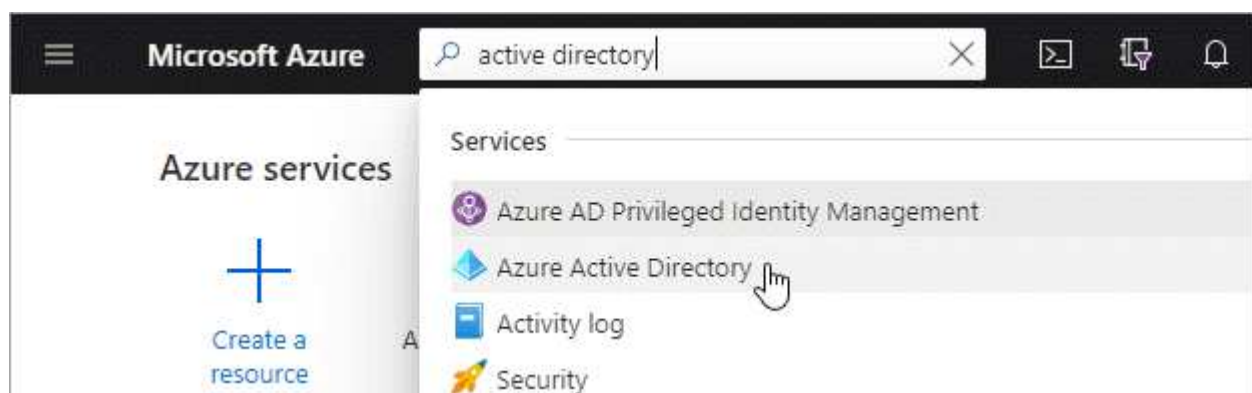 Microsoft Azure
active directory
Azure services
Services
Azure AD Privileged Identity Management
Azure Active Directory
Activity log
Security
Create a
resource
A